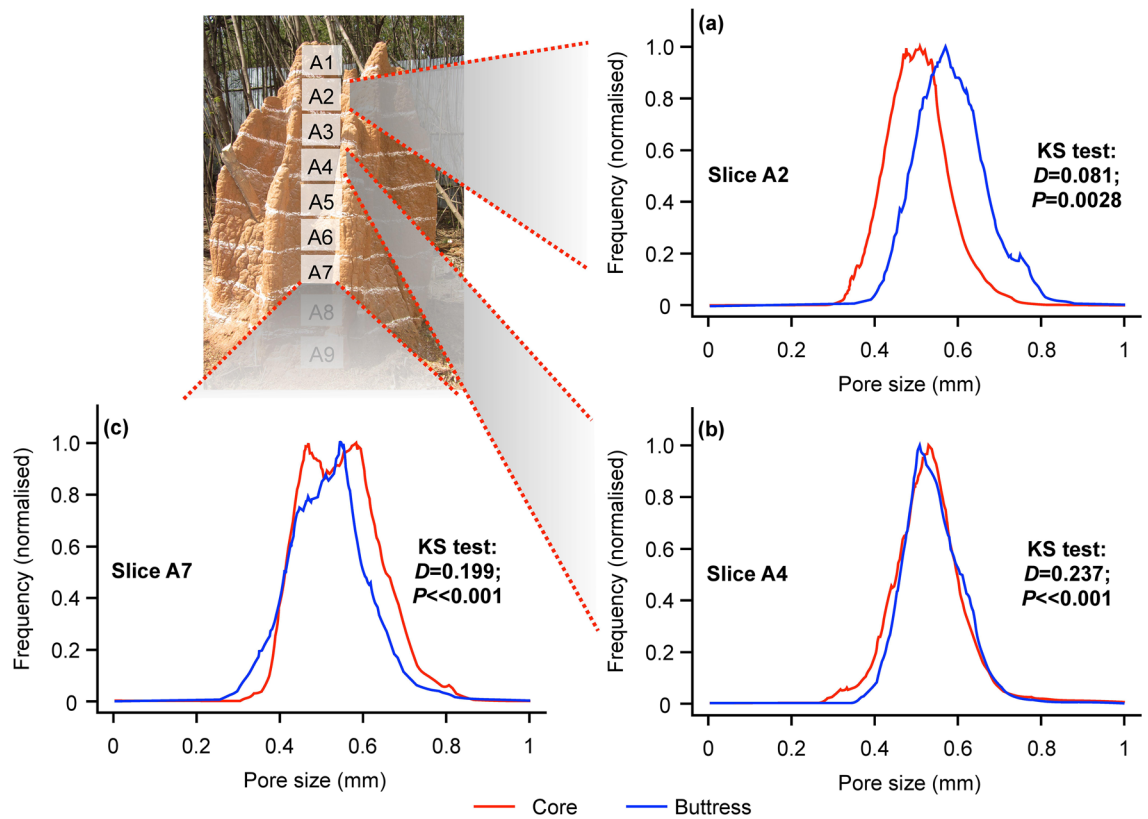 A1
A2
A3
A4
A5
A6
A7
A8
A9
(a)
Frequency (normalised)
1.0
0.8
0.6
0.4
0.2
0
Slice A2
KS test:
D=0.081;
P=0.0028
0 0.2 0.4 0.6 0.8 1
Pore size (mm)
(c)
Frequency (normalised)
1.0
0.8
0.6
0.4
0.2
0
Slice A7
KS test:
D=0.199;
P<<0.001
0 0.2 0.4 0.6 0.8 1
Pore size (mm)
(b)
Frequency (normalised)
1.0
0.8
0.6
0.4
0.2
0
Slice A4
KS test:
D=0.237;
P<<0.001
0 0.2 0.4 0.6 0.8 1
Pore size (mm)
Core Buttress